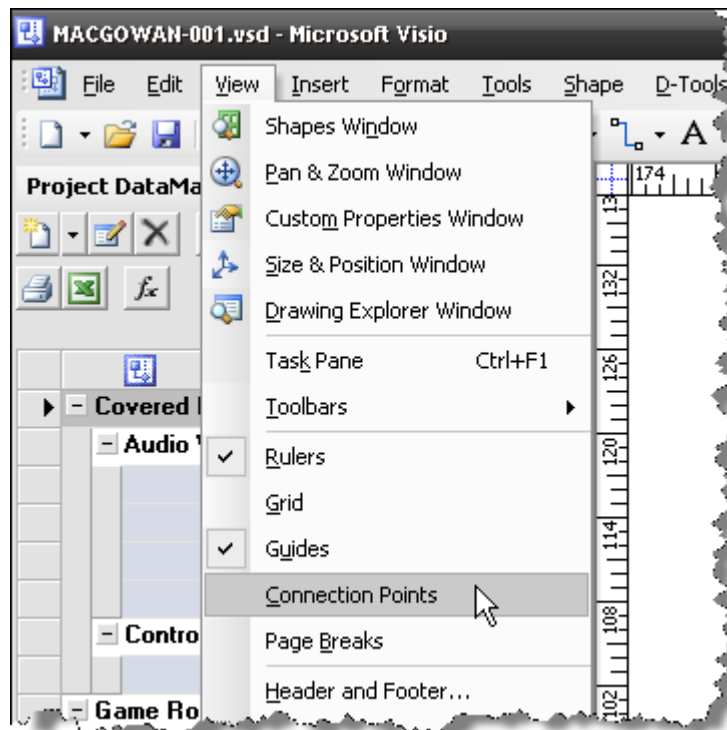 MACGOWAN-001.vsd - Microsoft Visio
File Edit View Insert Format Tools Shape D-Tools
Shapes Window
Project DataMa
Pan & Zoom Window
174
Custom Properties Window
Size & Position Window
132
Drawing Explorer Window
Task Pane Ctrl+F1
126
Covered
Toolbars
Audio
Rulers
120
Grid
Guides
114
Connection Points
108
Contro
Page Breaks
Header and Footer...
102
Game Ro